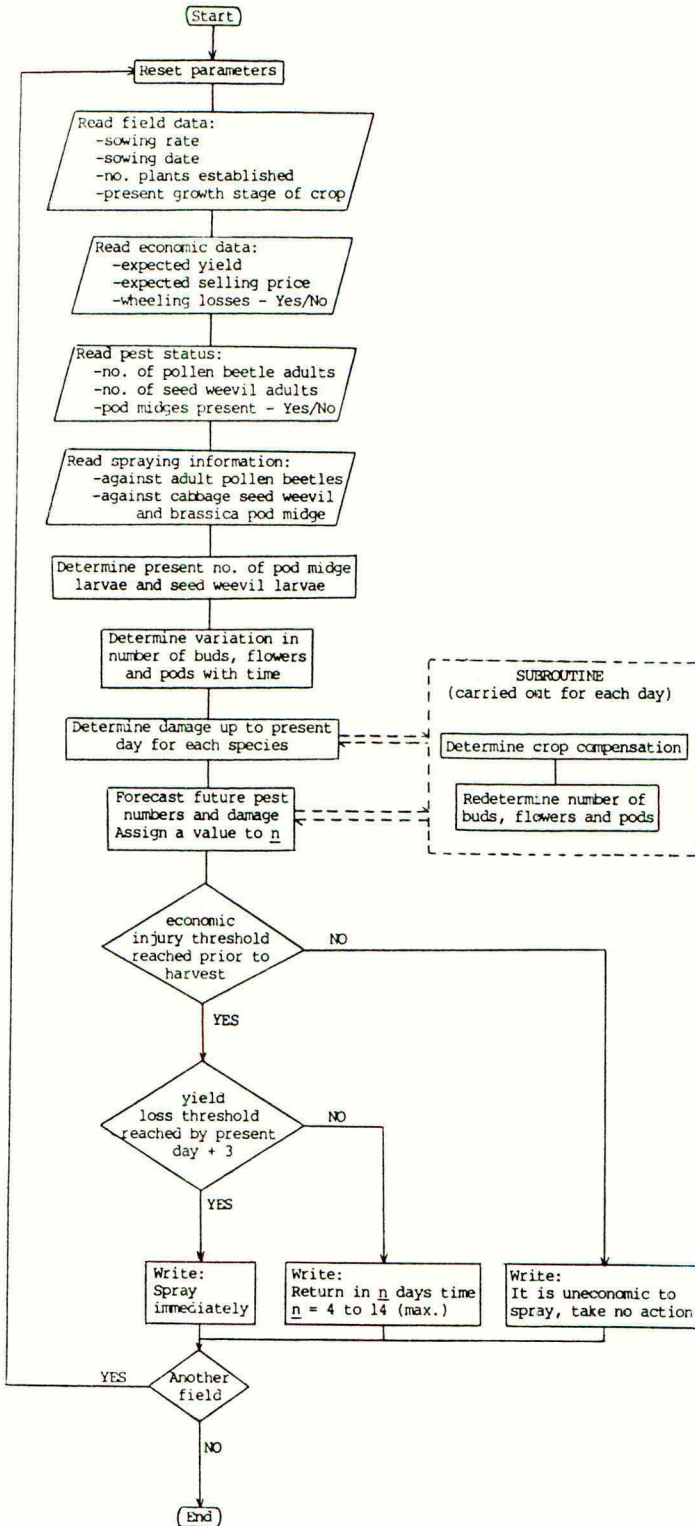 Start
Reset parameters
Read field data:
-sowing rate
-sowing date
-no. plants established
-present growth stage of crop
Read economic data:
-expected yield
-expected selling price
-wheeling losses - Yes/No
Read pest status:
-no. of pollen beetle adults
-no. of seed weevil adults
-pod midges present - Yes/No
Read spraying information:
-against adult pollen beetles
-against cabbage seed weevil
and brassica pod midge
Determine present no. of pod midge
larvae and seed weevil larvae
Determine variation in
number of buds, flowers
and pods with time
SUBROUTINE
(carried out for each day)
Determine damage up to present
day for each species
Determine crop compensation
Forecast future pest
numbers and damage
Assign a value to n
Redetermine number of
buds, flowers and pods
economic
injury threshold
reached prior to
harvest
NO
YES
yield
loss threshold
reached by present
day + 3
NO
YES
Write:
Spray
immediately
Write:
Return in n days time
n = 4 to 14 (max.)
Write:
It is uneconomic to
spray, take no action
YES
Another
field
NO
End